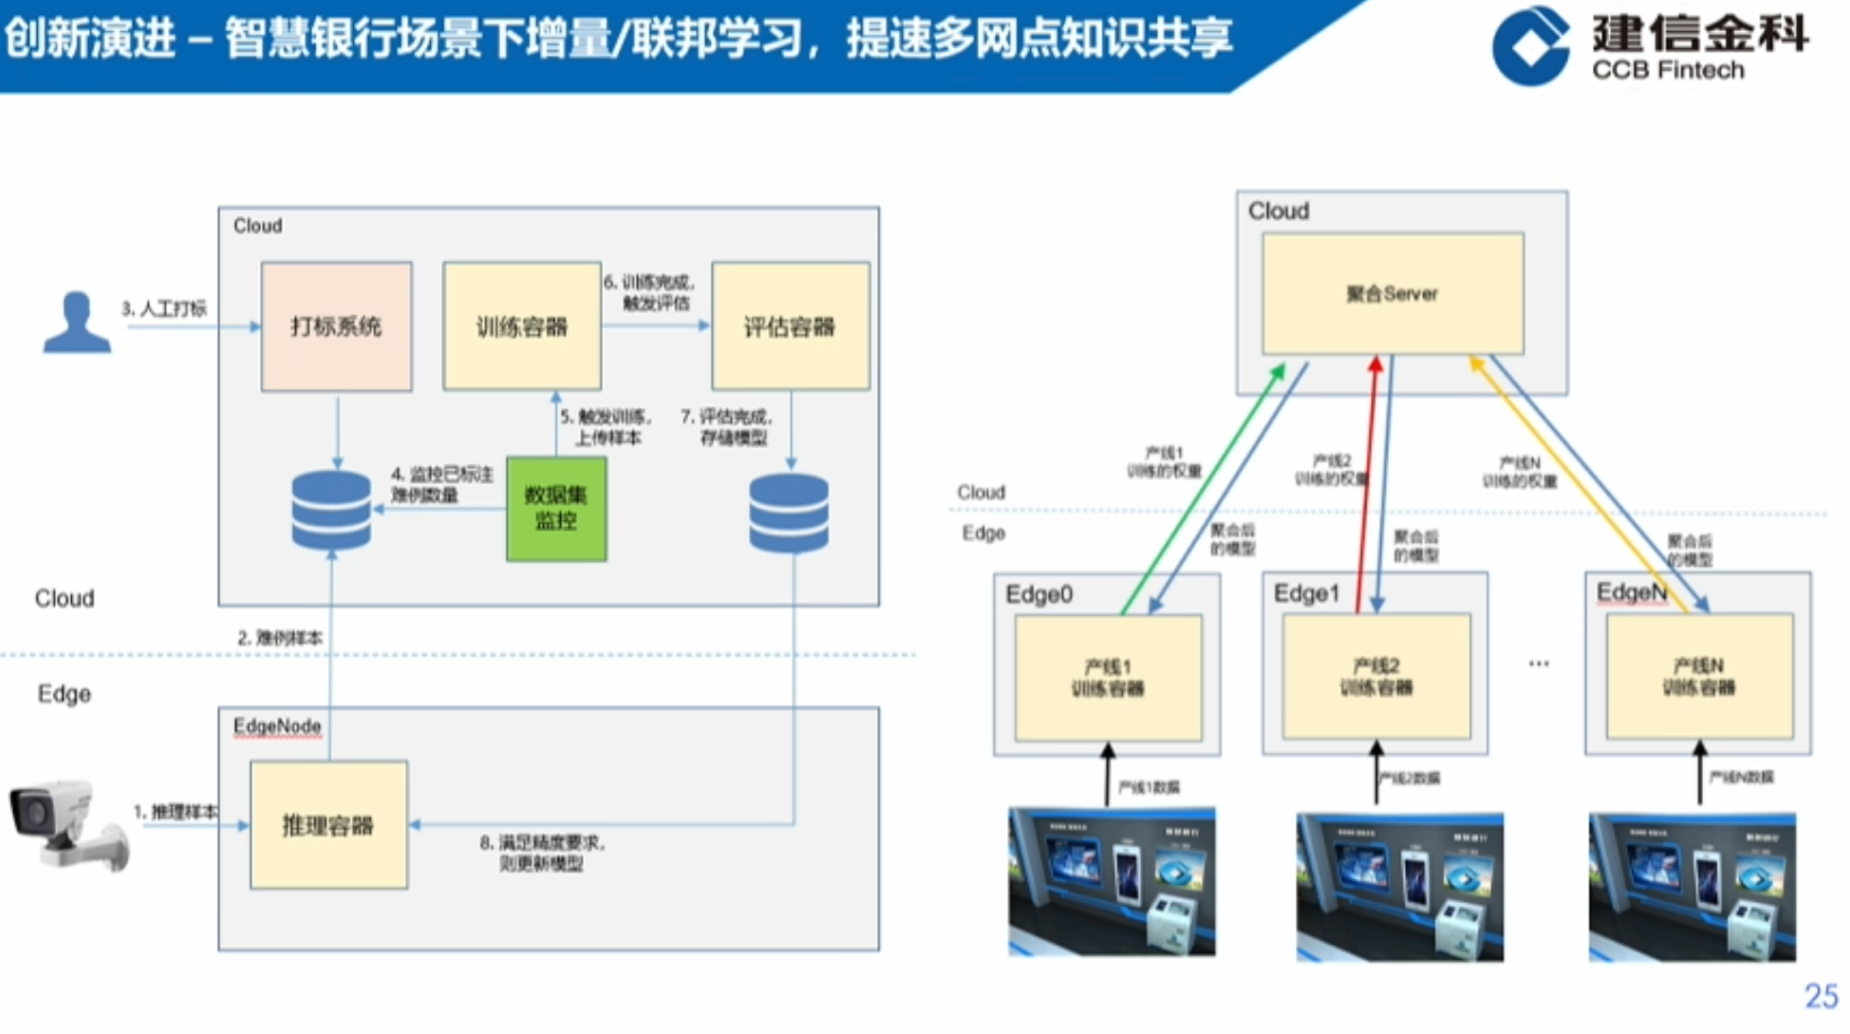 创新演进 – 智慧银行场景下增量/联邦学习，提速多网点知识共享
建信金科
CCB Fintech
Cloud
3. 人工打标
打标系统
训练容器
6. 训练完成，
触发评估
评估容器
5. 触发训练，
上传样本
7. 评估完成，
存储模型
4. 监控已标注
难例数量
数据集
监控
Cloud
2. 难例样本
Edge
EdgeNode
1. 推理样本
推理容器
8. 满足精度要求，
则更新模型
Cloud
聚合Server
产线1
训练的权重
产线2
训练的权重
产线N
训练的权重
Cloud
Edge
聚合后
的模型
聚合后
的模型
聚合后
的模型
Edge0
Edge1
EdgeN
产线1
训练容器
产线2
训练容器
...
产线N
训练容器
产线1数据
产线2数据
产线N数据
25